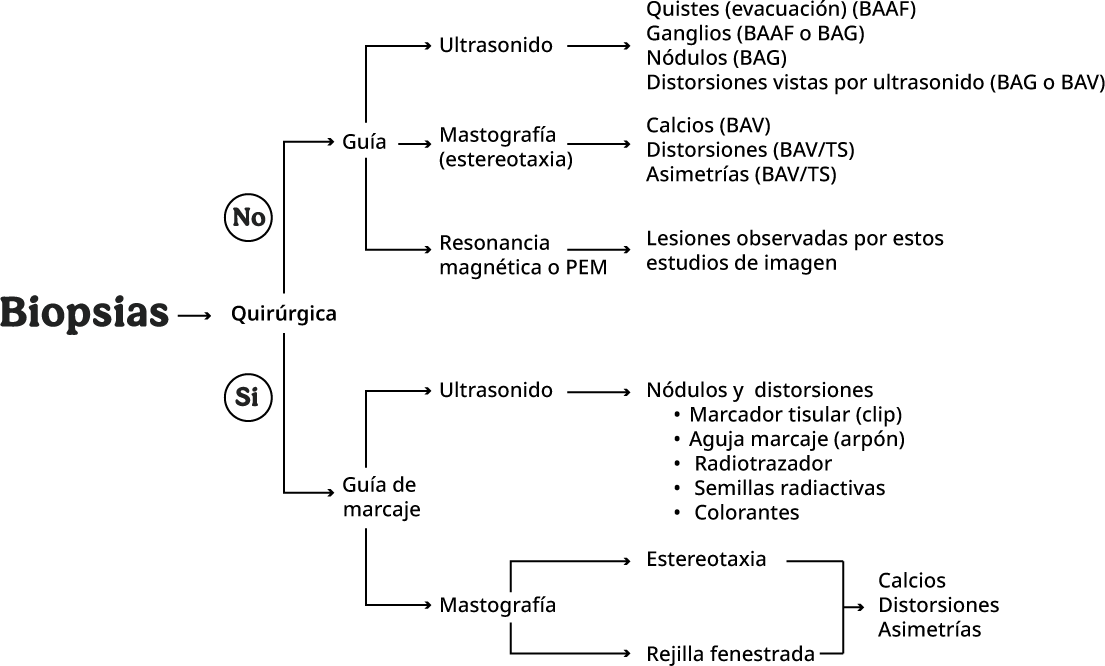 Quistes (evacuación) (BAAF)
Ultrasonido
Ganglios (BAAF o BAG)
Nódulos (BAG)
Distorsiones vistas por ultrasonido (BAG o BAV)
Guía
Mastografía
(estereotaxia)
Calcios (BAV)
Distorsiones (BAV/TS)
Asimetrías (BAV/TS)
No
Resonancia
magnética o PEM
Lesiones observadas por estos
estudios de imagen
Biopsias
Quirúrgica
Si
Ultrasonido
Nódulos y distorsiones
• Marcador tisular (clip)
• Aguja marcaje (arpón)
• Radiotrazador
• Semillas radiactivas
• Colorantes
Guía de
marcaje
Mastografía
Estereotaxia
Rejilla fenestrada
Calcios
Distorsiones
Asimetrías